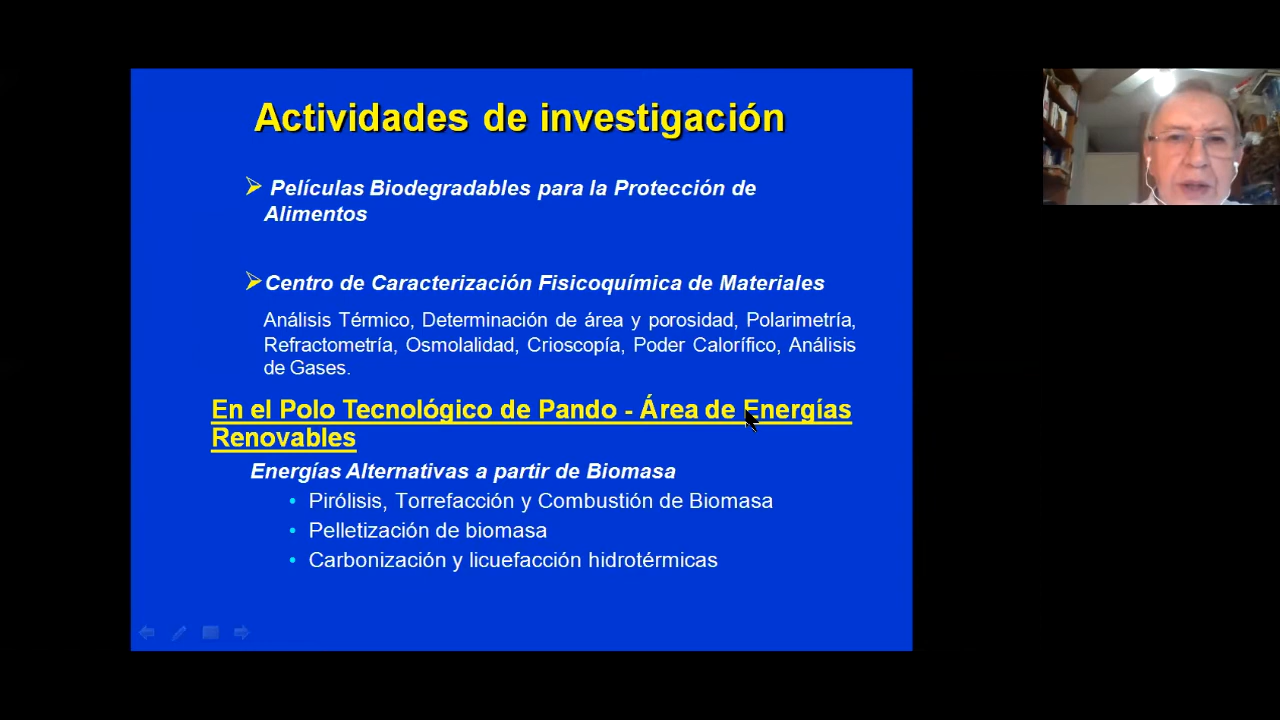 Actividades de investigación
Películas Biodegradables para la Protección de
Alimentos
Centro de Caracterización Fisicoquímica de Materiales
Análisis Térmico, Determinación de área y porosidad, Polarimetría,
Refractometría, Osmolalidad, Crioscopía, Poder Calorífico, Análisis
de Gases.
En el Polo Tecnológico de Pando - Área de Energías
Renovables
Energías Alternativas a partir de Biomasa
• Pirólisis, Torrefacción y Combustión de Biomasa
• Pelletización de biomasa
• Carbonización y licuefacción hidrotérmicas